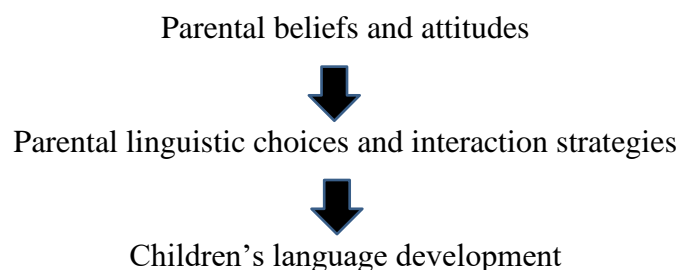 Parental beliefs and attitudes
Parental linguistic choices and interaction strategies
Children’s language development